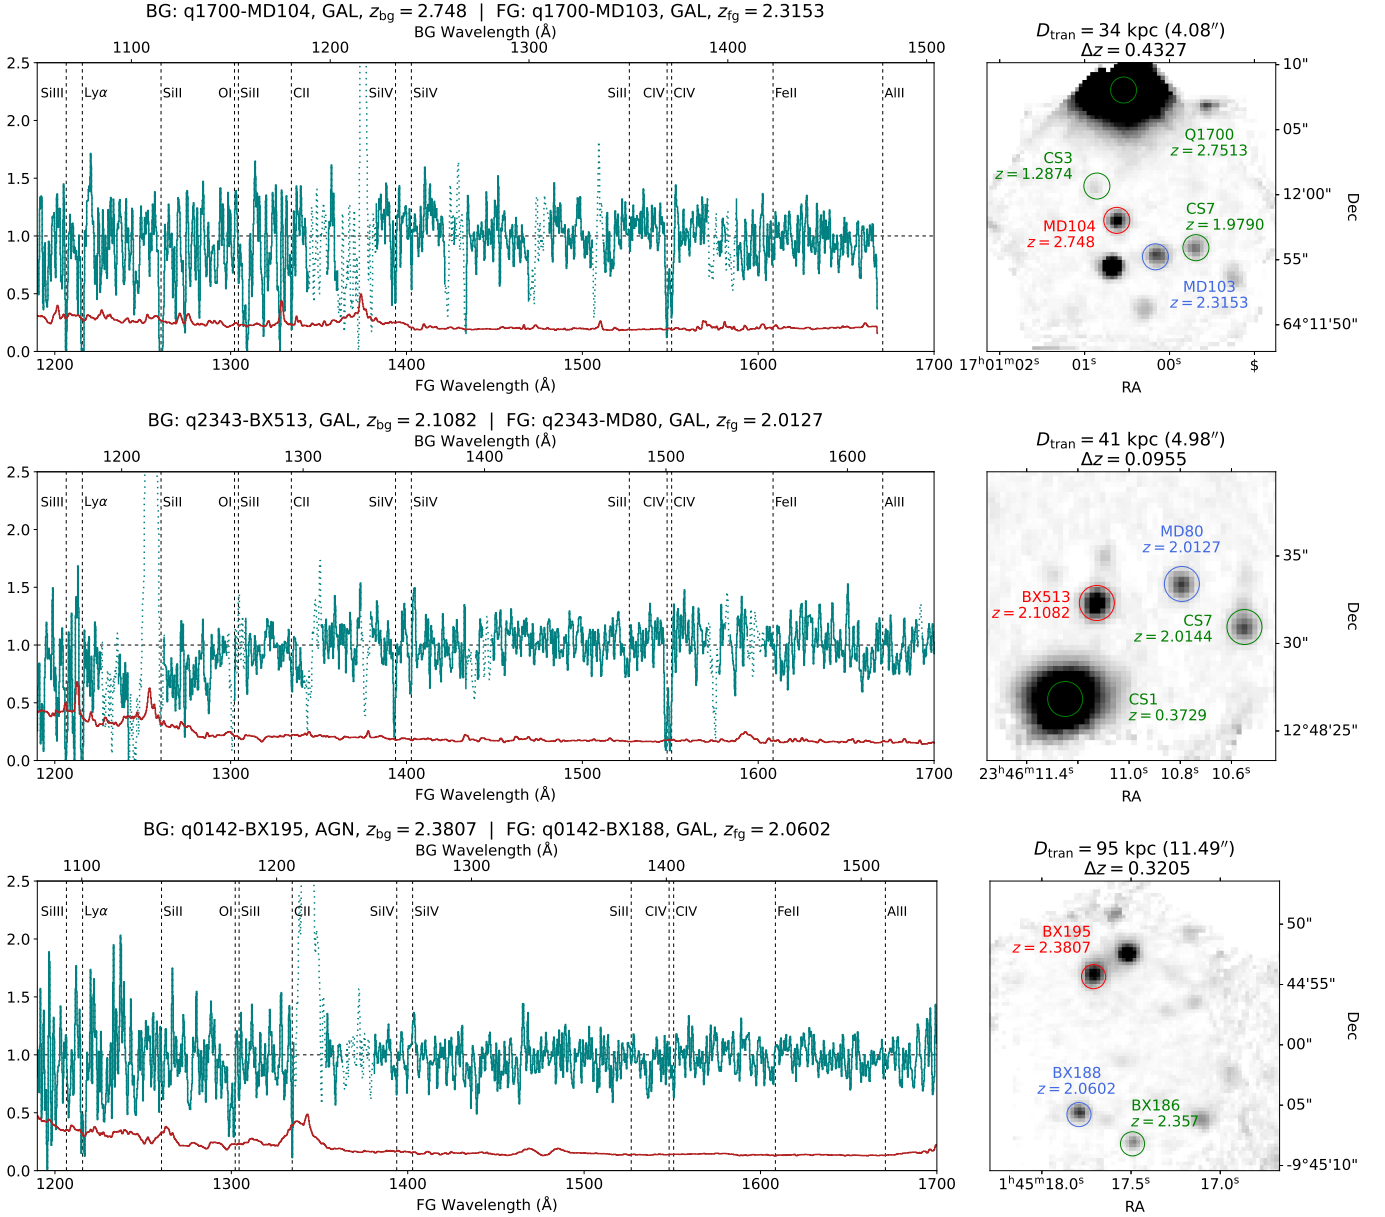 BG: q1700-MD104, GAL, z_bg = 2.748 | FG: q1700-MD103, GAL, z_fg = 2.3153
BG Wavelength (Å)
1100 1200 1300 1400 1500
SiIII Lyα SiII OI SiII CII SiIV SiIV SiII CIV CIV FeII AlII
2.5
2.0
1.5
1.0
0.5
0.0
1200 1300 1400 1500 1600 1700
FG Wavelength (Å)
D_tran = 34 kpc (4.08″)
Δz = 0.4327
Q1700
z = 2.7513
CS3
z = 1.2874
CS7
z = 1.9790
MD104
z = 2.748
MD103
z = 2.3153
10"
05"
12'00"
55"
64°11'50"
Dec
17ʰ01ᵐ02ˢ 01ˢ 00ˢ $
RA
BG: q2343-BX513, GAL, z_bg = 2.1082 | FG: q2343-MD80, GAL, z_fg = 2.0127
BG Wavelength (Å)
1200 1300 1400 1500 1600
SiIII Lyα SiII OI SiII CII SiIV SiIV SiII CIV CIV FeII AlII
2.5
2.0
1.5
1.0
0.5
0.0
1200 1300 1400 1500 1600 1700
FG Wavelength (Å)
D_tran = 41 kpc (4.98″)
Δz = 0.0955
MD80
z = 2.0127
BX513
z = 2.1082
CS7
z = 2.0144
CS1
z = 0.3729
35"
30"
12°48'25"
Dec
23ʰ46ᵐ11.4ˢ 11.0ˢ 10.8ˢ 10.6ˢ
RA
BG: q0142-BX195, AGN, z_bg = 2.3807 | FG: q0142-BX188, GAL, z_fg = 2.0602
BG Wavelength (Å)
1100 1200 1300 1400 1500
SiIII Lyα SiII OI SiII CII SiIV SiIV SiII CIV CIV FeII AlII
2.5
2.0
1.5
1.0
0.5
0.0
1200 1300 1400 1500 1600 1700
FG Wavelength (Å)
D_tran = 95 kpc (11.49″)
Δz = 0.3205
BX195
z = 2.3807
BX188
z = 2.0602
BX186
z = 2.357
50"
44'55"
00"
05"
-9°45'10"
Dec
1ʰ45ᵐ18.0ˢ 17.5ˢ 17.0ˢ
RA